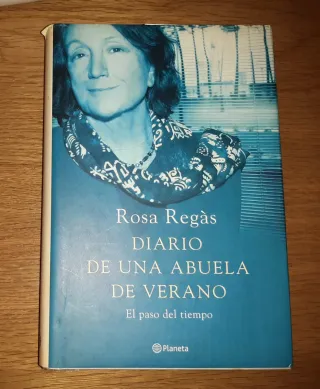 Rosa Regàs
DIARIO
DE UNA ABUELA
DE VERANO
El paso del tiempo
Planeta